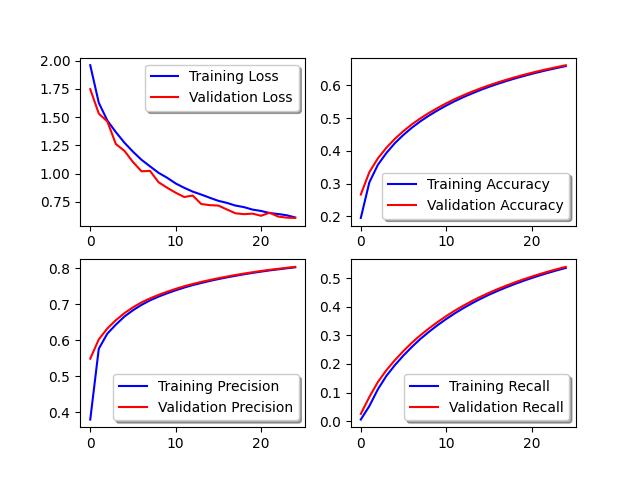 2.00
1.75
1.50
1.25
1.00
0.75
0 10 20
Training Loss
Validation Loss
0.6
0.5
0.4
0.3
0.2
0 10 20
Training Accuracy
Validation Accuracy
0.8
0.7
0.6
0.5
0.4
0 10 20
Training Precision
Validation Precision
0.5
0.4
0.3
0.2
0.1
0.0
0 10 20
Training Recall
Validation Recall